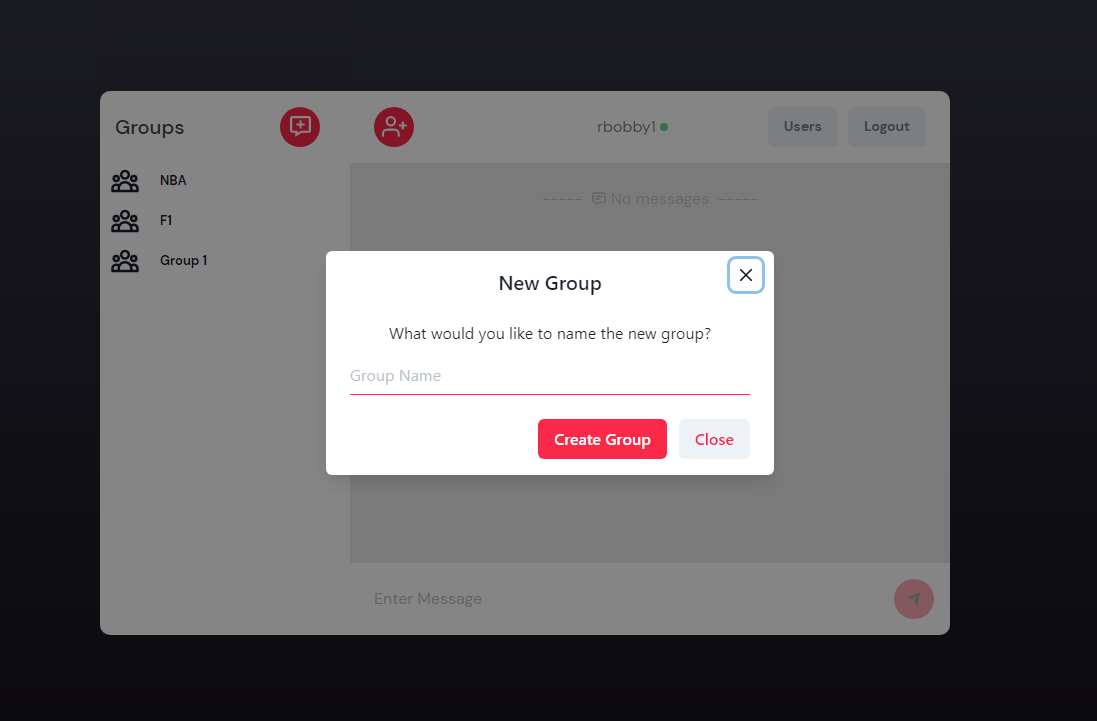 Groups
rbobby1
Users
Logout
NBA
F1
Group 1
----- No messages -----
New Group
What would you like to name the new group?
Group Name
Create Group
Close
Enter Message